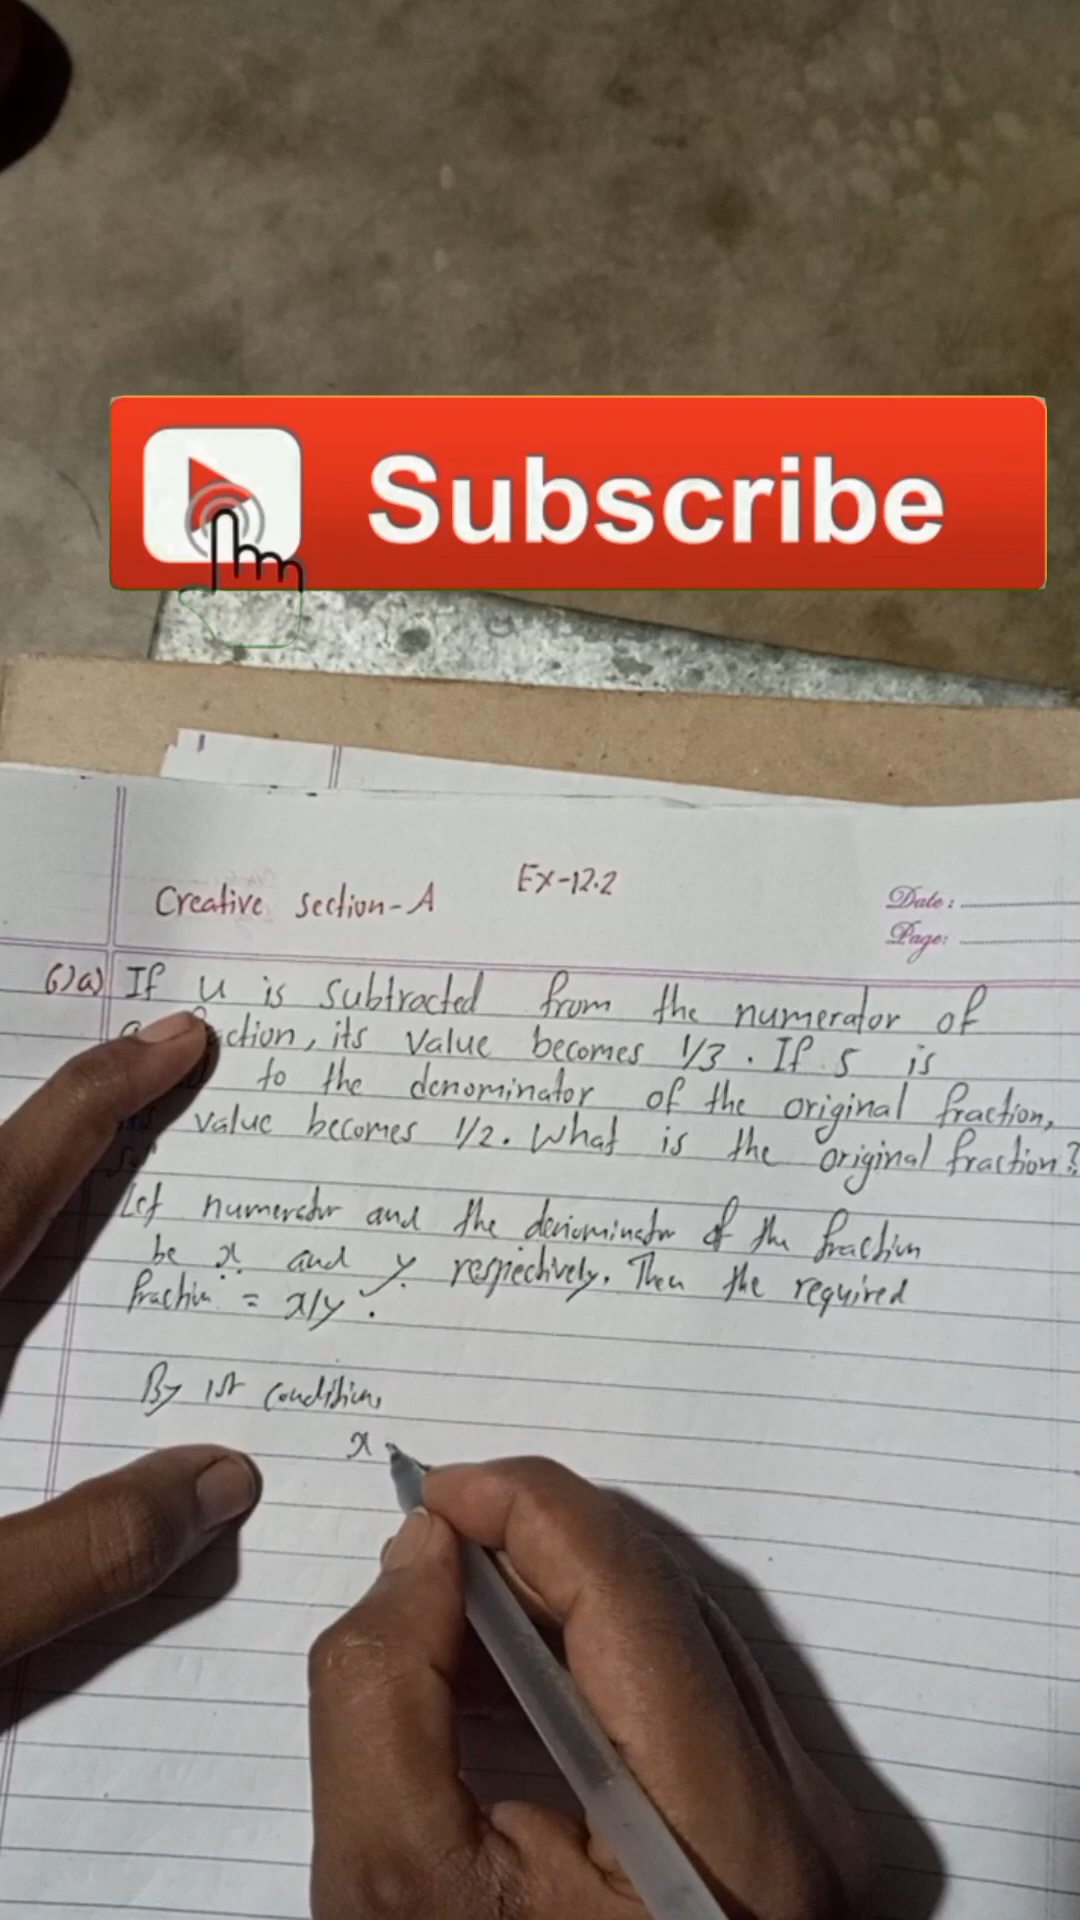 Subscribe
Ex-12.2
Creative section-A
Date:
Page:
6)a) If 4 is subtracted from the numerator of
a fraction, its value becomes 1/3. If 5 is
to the denominator of the original fraction,
value becomes 1/2. What is the original fraction?
Let numerator and the denominator of the fraction
be x and y respectively. Then the required
fraction = x/y.
By 1st condition,
x